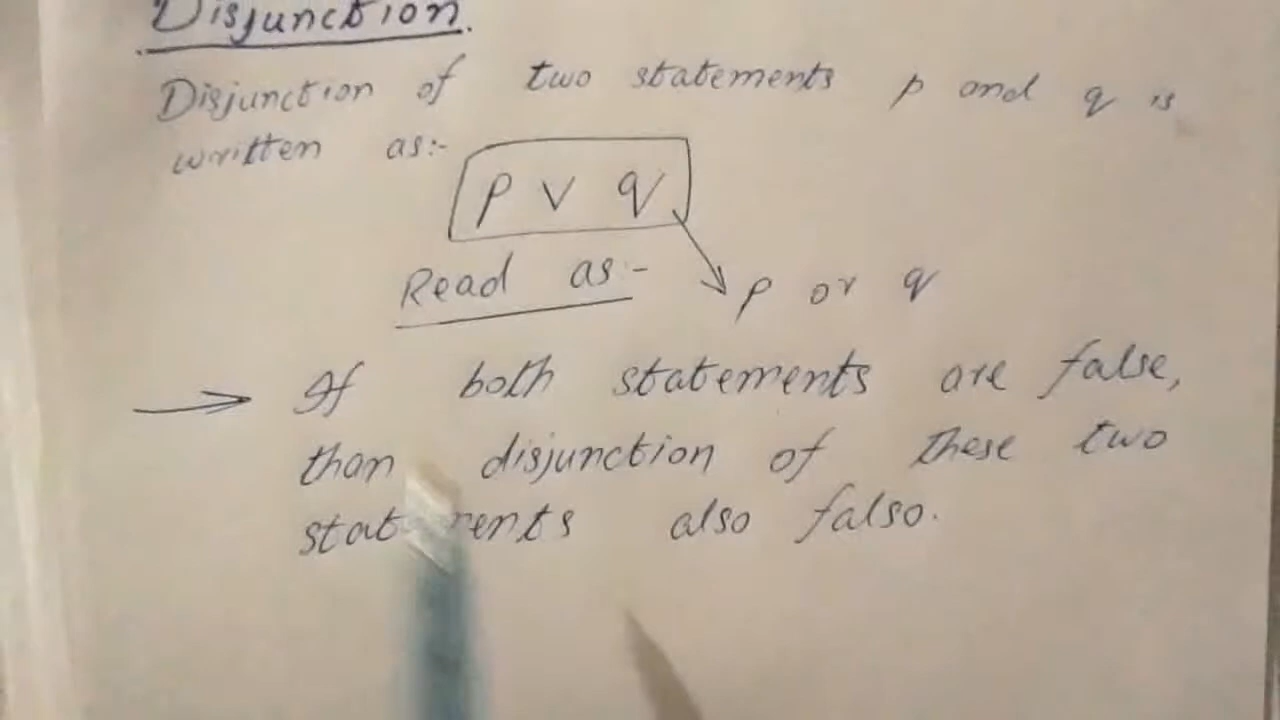 Disjunction.
Disjunction of two statements p and q is
written as:-
p ∨ q
Read as:-
p or q
If both statements are false,
than disjunction of these two
also falso.